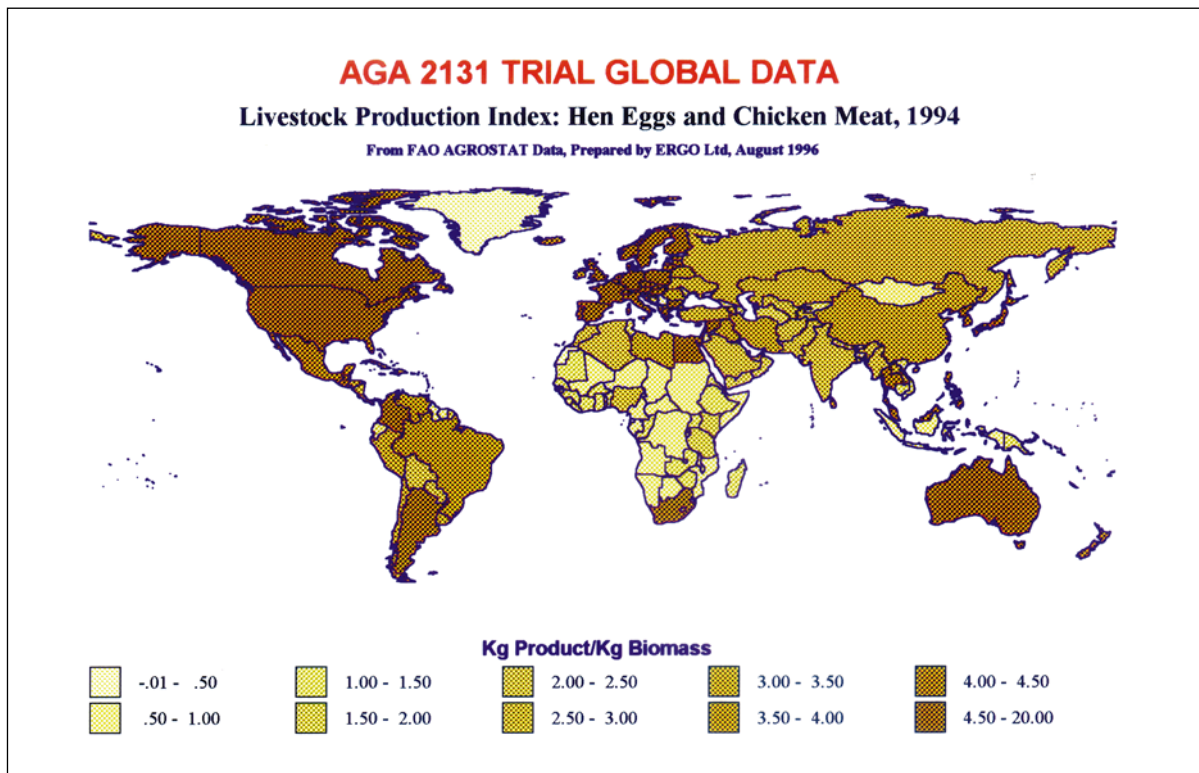 AGA 2131 TRIAL GLOBAL DATA
Livestock Production Index: Hen Eggs and Chicken Meat, 1994
From FAO AGROSTAT Data, Prepared by ERGO Ltd, August 1996
Kg Product/Kg Biomass
-.01 - .50
1.00 - 1.50
2.00 - 2.50
3.00 - 3.50
4.00 - 4.50
.50 - 1.00
1.50 - 2.00
2.50 - 3.00
3.50 - 4.00
4.50 - 20.00